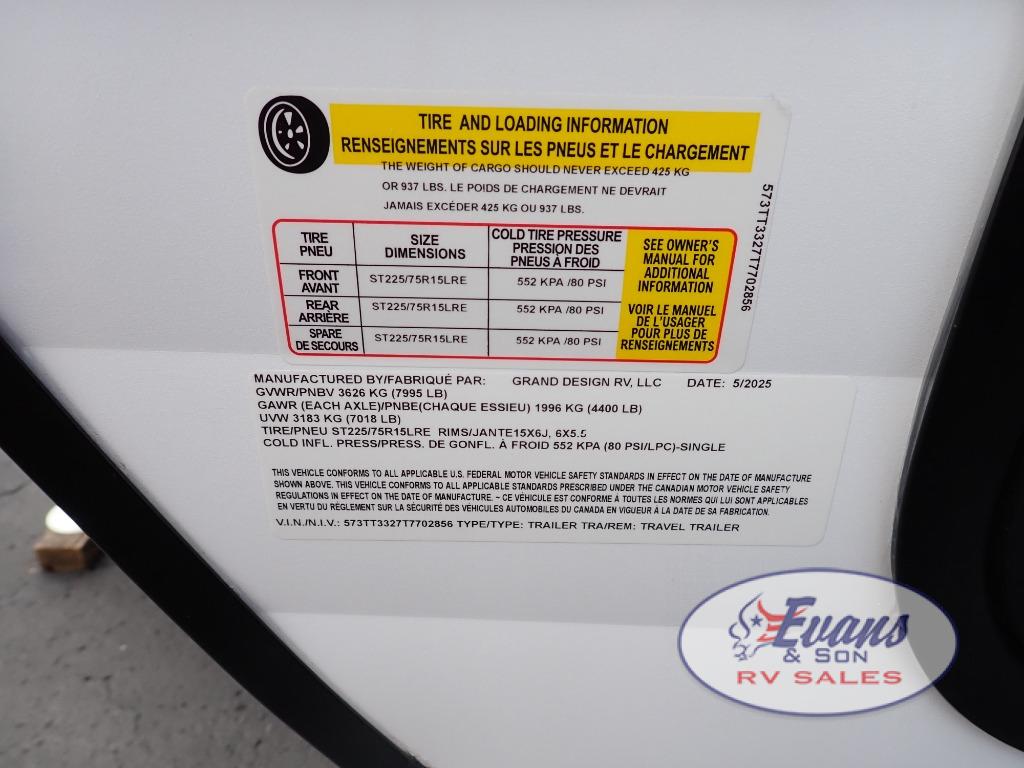 TIRE AND LOADING INFORMATION
RENSEIGNEMENTS SUR LES PNEUS ET LE CHARGEMENT
THE WEIGHT OF CARGO SHOULD NEVER EXCEED 425 KG
OR 937 LBS. LE POIDS DE CHARGEMENT NE DEVRAIT
JAMAIS EXCÉDER 425 KG OU 937 LBS.
TIRE
PNEU
SIZE
DIMENSIONS
COLD TIRE PRESSURE
PRESSION DES
PNEUS À FROID
FRONT
AVANT
ST225/75R15LRE
552 KPA /80 PSI
REAR
ARRIÈRE
ST225/75R15LRE
552 KPA /80 PSI
SPARE
DE SECOURS
ST225/75R15LRE
552 KPA /80 PSI
SEE OWNER'S
MANUAL FOR
ADDITIONAL
INFORMATION
VOIR LE MANUEL
DE L'USAGER
POUR PLUS DE
RENSEIGNEMENTS
573TT3327T7702856
MANUFACTURED BY/FABRIQUÉ PAR: GRAND DESIGN RV, LLC DATE: 5/2025
GVWR/PNBV 3626 KG (7995 LB)
GAWR (EACH AXLE)/PNBE(CHAQUE ESSIEU) 1996 KG (4400 LB)
UVW 3183 KG (7018 LB)
TIRE/PNEU ST225/75R15LRE RIMS/JANTE15X6J, 6X5.5
COLD INFL. PRESS/PRESS. DE GONFL. À FROID 552 KPA (80 PSI/LPC)-SINGLE
THIS VEHICLE CONFORMS TO ALL APPLICABLE U.S. FEDERAL MOTOR VEHICLE SAFETY STANDARDS IN EFFECT ON THE DATE OF MANUFACTURE
SHOWN ABOVE. THIS VEHICLE CONFORMS TO ALL APPLICABLE STANDARDS PRESCRIBED UNDER THE CANADIAN MOTOR VEHICLE SAFETY
REGULATIONS IN EFFECT ON THE DATE OF MANUFACTURE. ~ CE VÉHICULE EST CONFORME À TOUTES LES NORMES QUI LUI SONT APPLICABLES
EN VERTU DU RÈGLEMENT SUR LA SÉCURITÉ DES VÉHICULES AUTOMOBILES DU CANADA EN VIGUEUR À LA DATE DE SA FABRICATION.
V.I.N./N.I.V.: 573TT3327T7702856 TYPE/TYPE: TRAILER TRA/REM: TRAVEL TRAILER
Evans
& SON
RV SALES